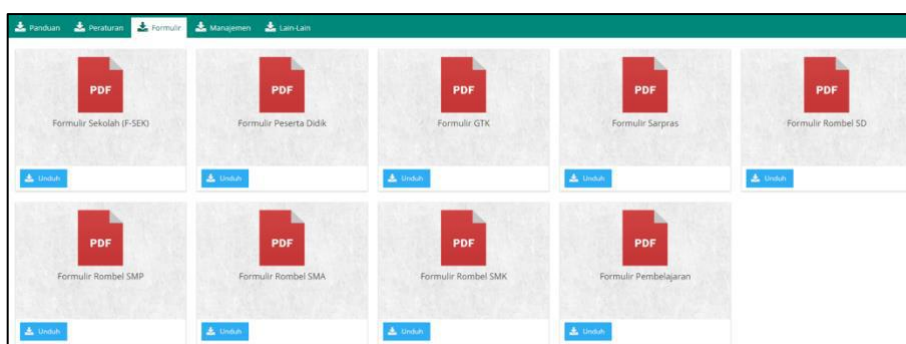 Panduan Peraturan Formulir Manajemen Lain-Lain
PDF PDF PDF PDF PDF
Formulir Sekolah (F-SEK) Formulir Peserta Didik Formulir GTK Formulir Sarpras Formulir Rombel SD
Unduh Unduh Unduh Unduh Unduh
PDF PDF PDF PDF
Formulir Rombel SMP Formulir Rombel SMA Formulir Rombel SMK Formulir Pembelajaran
Unduh Unduh Unduh Unduh